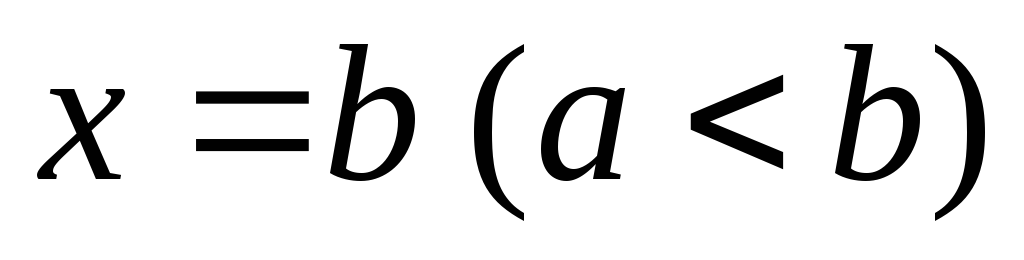 x = b (a < b)